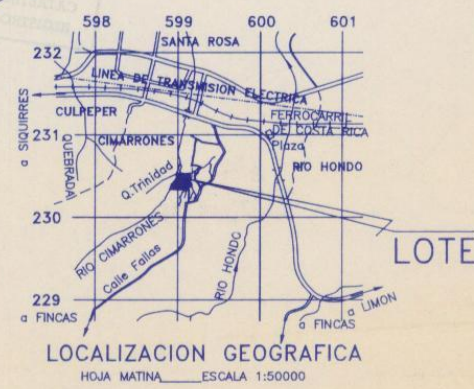 598 599 600 601
232
SANTA ROSA
LINEA DE TRANSMISION ELECTRICA
a SIQUIRRES
CULPEPER
FERROCARRIL
DE COSTA RICA
231
CIMARRONES
Plaza
QUEBRADA
Q.Trinidad
RIO HONDO
230
RIO CIMARRONES
Calle Fallas
RIO HONDO
LOTE
229
a FINCAS
a FINCAS
a LIMON
LOCALIZACION GEOGRAFICA
HOJA MATINA ESCALA 1:50000